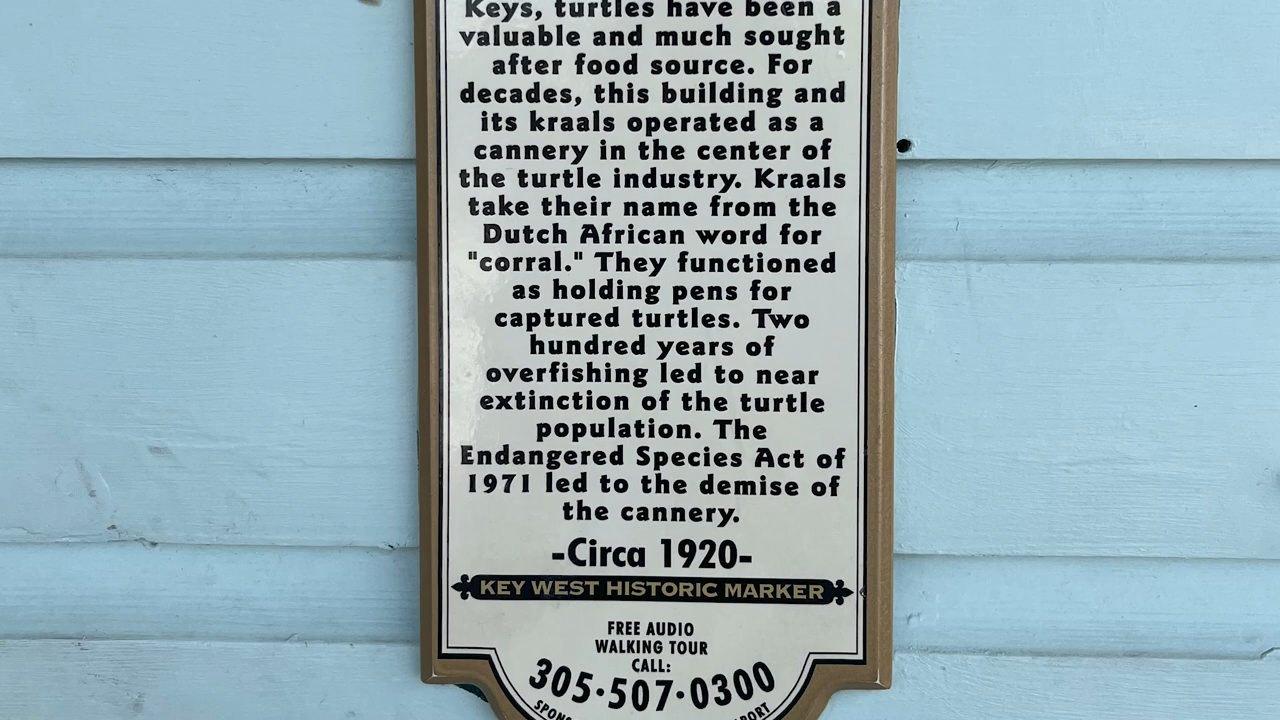 Keys, turtles have been a
valuable and much sought
after food source. For
decades, this building and
its kraals operated as a
cannery in the center of
the turtle industry. Kraals
take their name from the
Dutch African word for
"corral." They functioned
as holding pens for
captured turtles. Two
hundred years of
overfishing led to near
extinction of the turtle
population. The
Endangered Species Act of
1971 led to the demise of
the cannery.
-Circa 1920-
KEY WEST HISTORIC MARKER
FREE AUDIO
WALKING TOUR
CALL:
305·507·0300